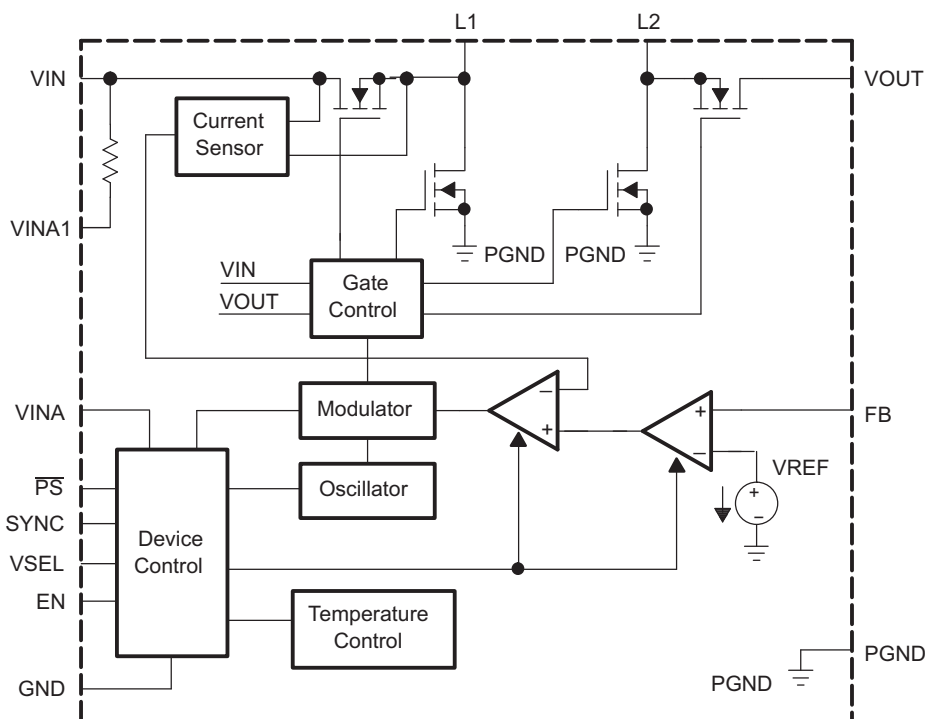 L1
L2
VIN
VOUT
Current
Sensor
VINA1
PGND
PGND
VIN
VOUT
Gate
Control
VINA
Modulator
−
+
+
−
FB
VREF
+
−
P̅S̅
SYNC
VSEL
EN
Oscillator
Device
Control
Temperature
Control
GND
PGND
PGND